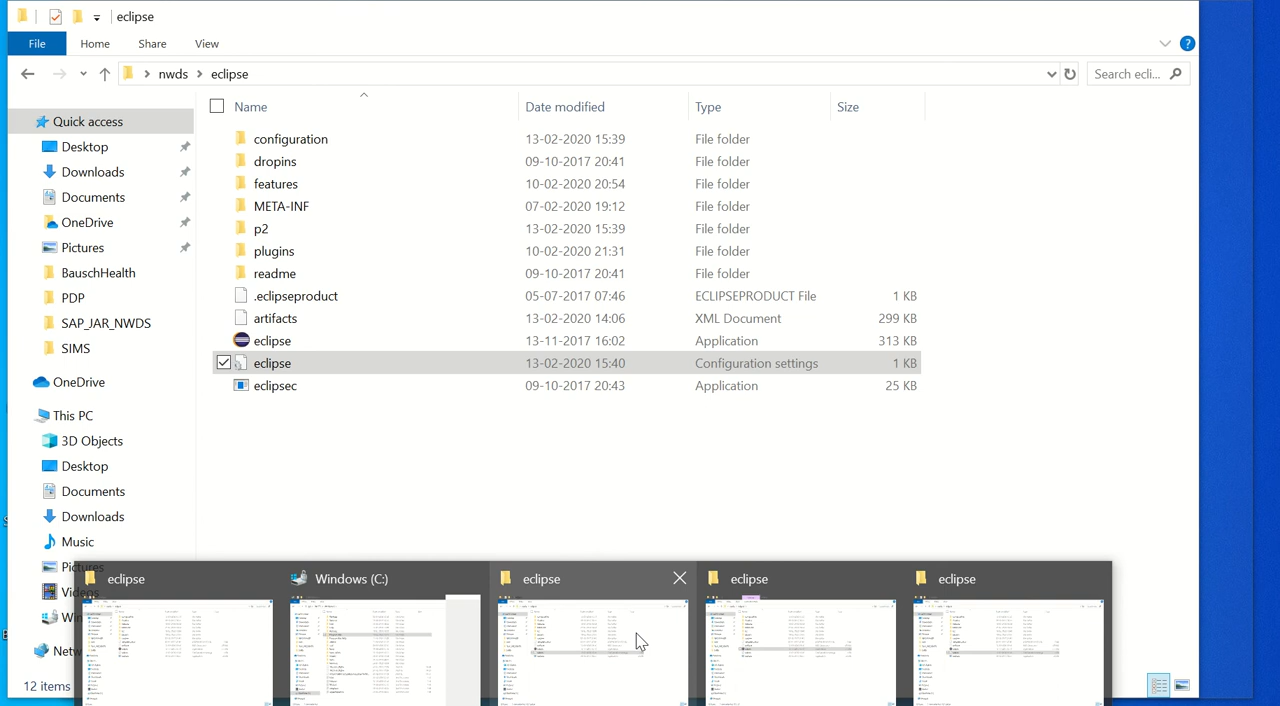 eclipse
File Home Share View
nwds eclipse
Search ecli...
Name Date modified Type Size
Quick access
Desktop
Downloads
Documents
OneDrive
Pictures
BauschHealth
PDP
SAP_JAR_NWDS
SIMS
OneDrive
This PC
3D Objects
Desktop
Documents
Downloads
Music
configuration 13-02-2020 15:39 File folder
dropins 09-10-2017 20:41 File folder
features 10-02-2020 20:54 File folder
META-INF 07-02-2020 19:12 File folder
p2 13-02-2020 15:39 File folder
plugins 10-02-2020 21:31 File folder
readme 09-10-2017 20:41 File folder
.eclipseproduct 05-07-2017 07:46 ECLIPSEPRODUCT File 1 KB
artifacts 13-02-2020 14:06 XML Document 299 KB
eclipse 13-11-2017 16:02 Application 313 KB
eclipse 13-02-2020 15:40 Configuration settings 1 KB
eclipsec 09-10-2017 20:43 Application 25 KB
eclipse Windows (C:) eclipse eclipse eclipse